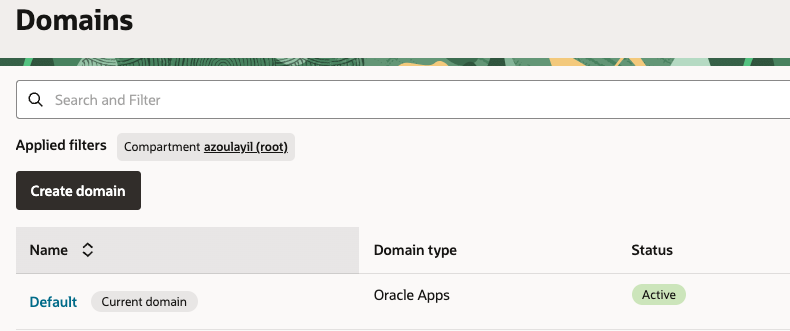 Domains
Search and Filter
Applied filters Compartment azoulayil (root)
Create domain
Name Domain type Status
Default Current domain Oracle Apps Active